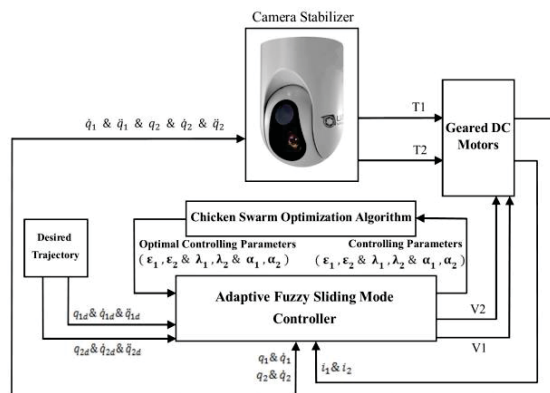 Camera Stabilizer
q̇₁ & q̈₁ & q₂ & q̇₂ & q̈₂
T1
T2
Geared DC
Motors
Chicken Swarm Optimization Algorithm
Optimal Controlling Parameters
( ε₁ , ε₂ & λ₁ , λ₂ & α₁ , α₂ )
Controlling Parameters
( ε₁ , ε₂ & λ₁ , λ₂ & α₁ , α₂ )
Desired
Trajectory
Adaptive Fuzzy Sliding Mode
Controller
q₁d & q̇₁d & q̈₁d
q₂d & q̇₂d & q̈₂d
V2
V1
q₁ & q̇₁
q₂ & q̇₂
i₁ & i₂